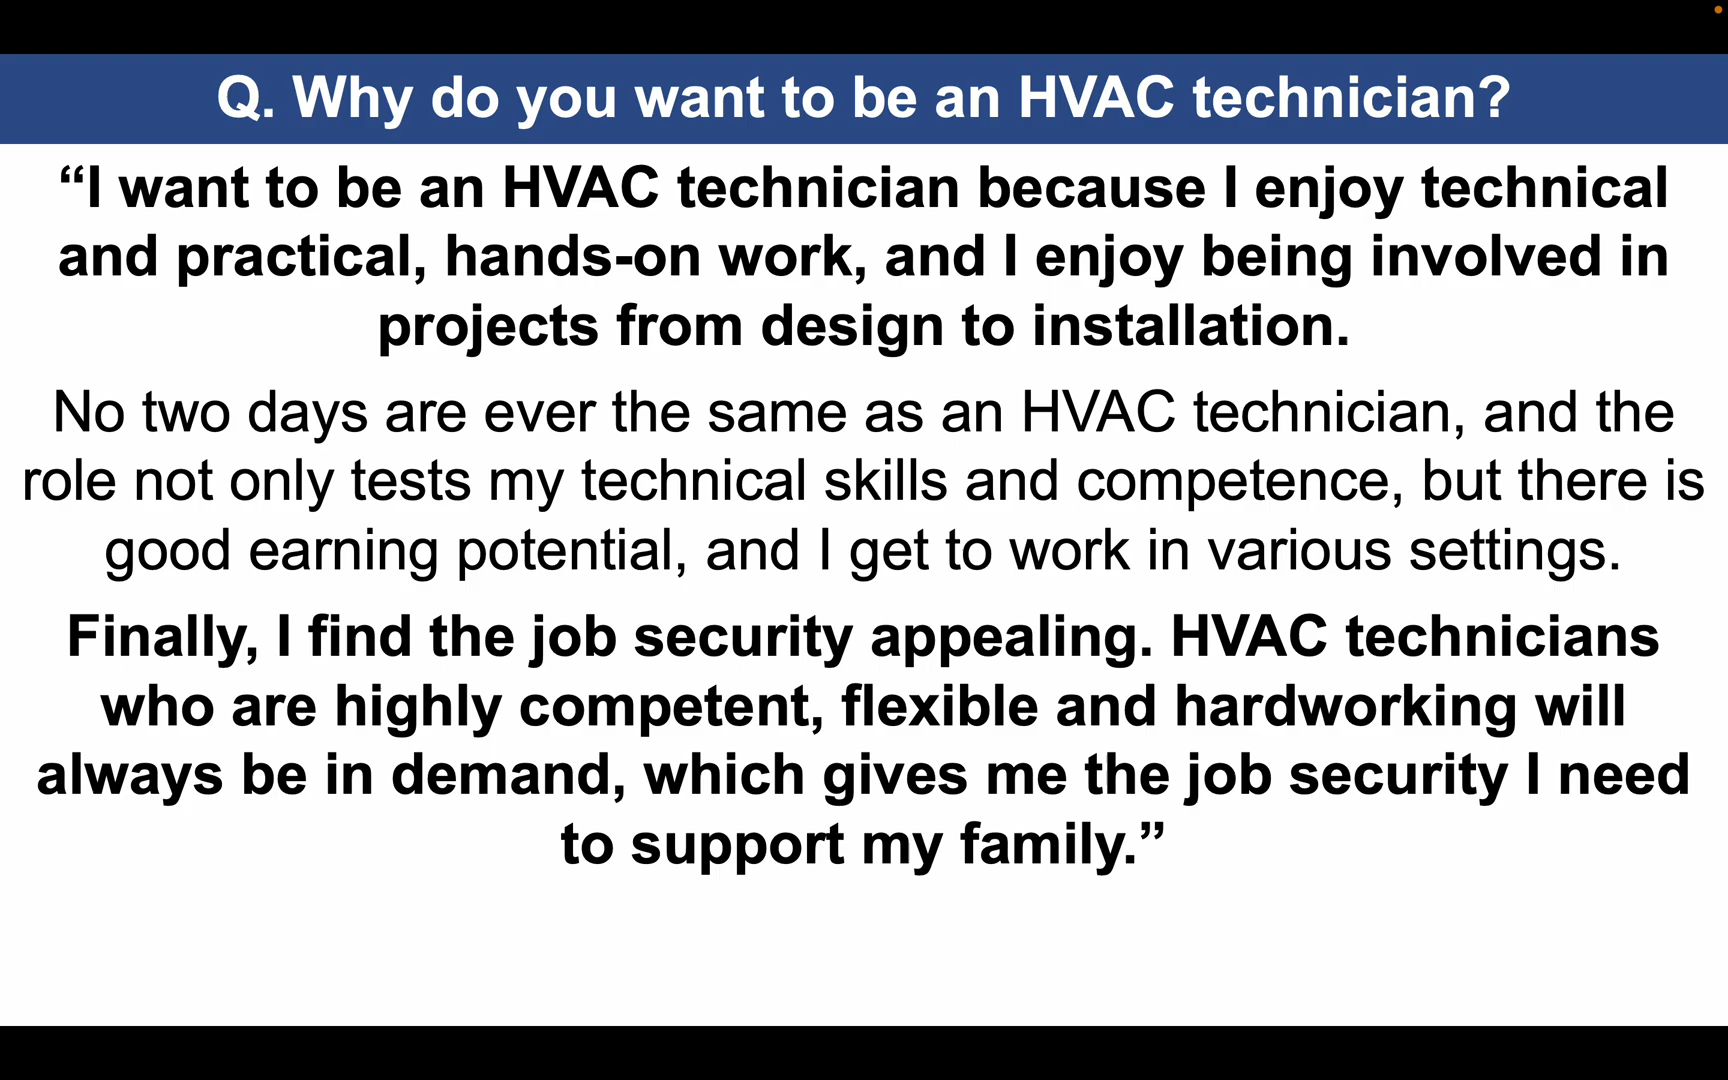 Q. Why do you want to be an HVAC technician?
“I want to be an HVAC technician because I enjoy technical
and practical, hands-on work, and I enjoy being involved in
projects from design to installation.
No two days are ever the same as an HVAC technician, and the
role not only tests my technical skills and competence, but there is
good earning potential, and I get to work in various settings.
Finally, I find the job security appealing. HVAC technicians
who are highly competent, flexible and hardworking will
always be in demand, which gives me the job security I need
to support my family.”